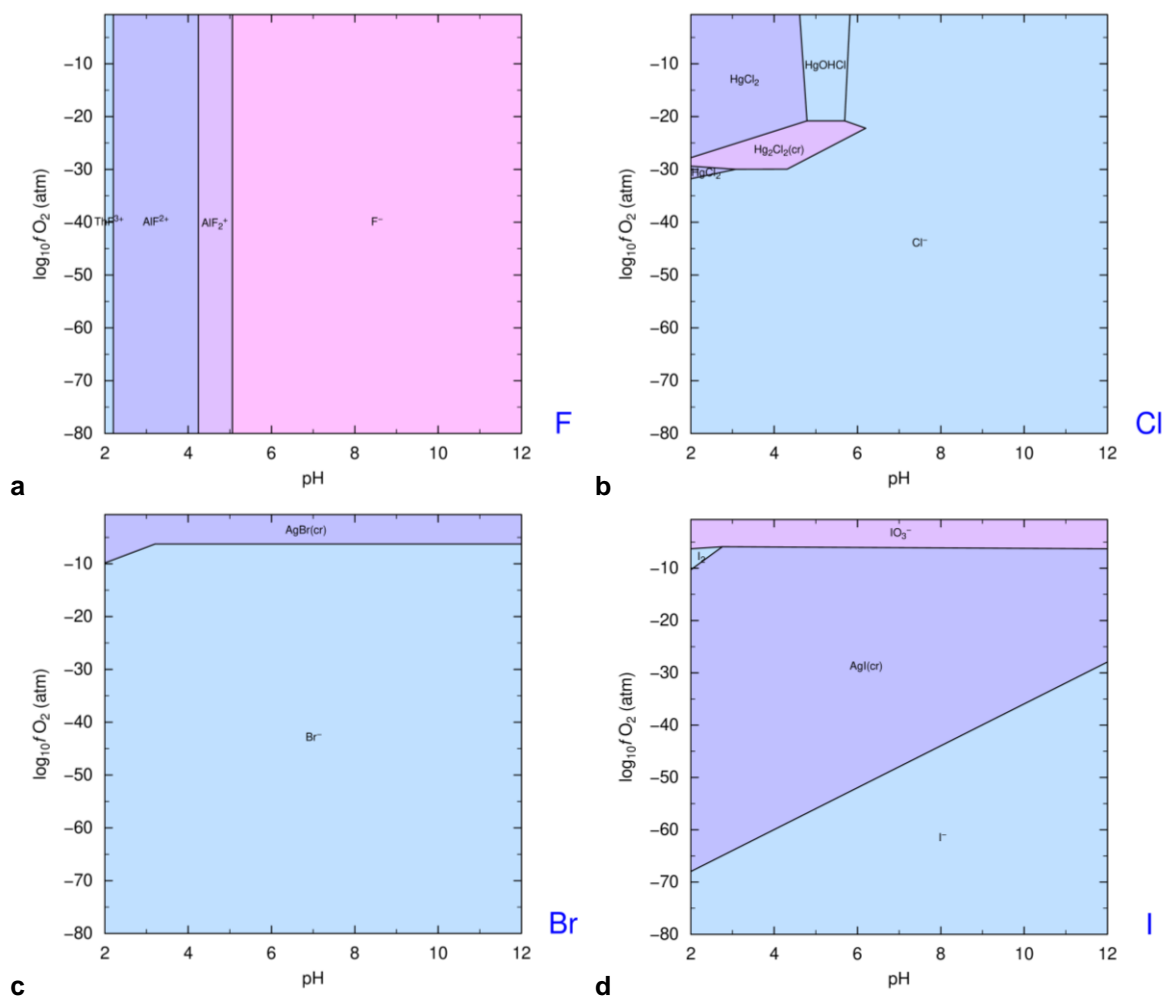 −10
−20
−30
−40
−50
−60
−70
−80
log₁₀f O₂ (atm)
ThF³⁺
AlF²⁺
AlF₂⁺
F⁻
2 4 6 8 10 12
pH
F
a
−10
−20
−30
−40
−50
−60
−70
−80
log₁₀f O₂ (atm)
HgCl₂
HgOHCl
Hg₂Cl₂(cr)
HgCl₂
Cl⁻
2 4 6 8 10 12
pH
Cl
b
−10
−20
−30
−40
−50
−60
−70
−80
log₁₀f O₂ (atm)
AgBr(cr)
Br⁻
2 4 6 8 10 12
pH
Br
c
−10
−20
−30
−40
−50
−60
−70
−80
log₁₀f O₂ (atm)
IO₃⁻
I₂
AgI(cr)
I⁻
2 4 6 8 10 12
pH
I
d